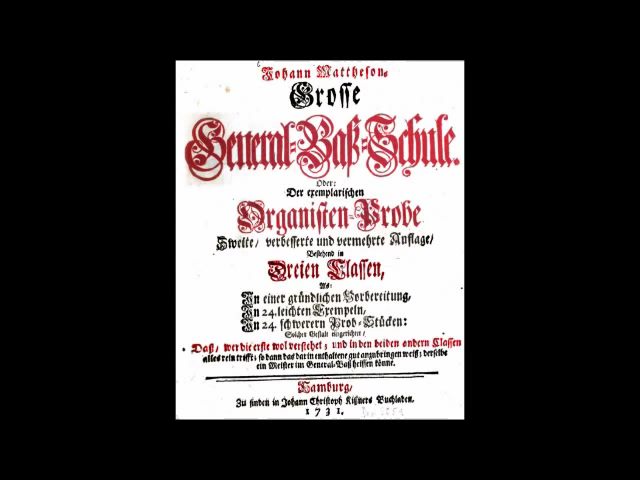 Johann Mattheson,
Grosse
General-Baß-Schule.
Oder:
Der exemplarischen
Organisten-Probe
Zweite/ verbesserte und vermehrte Auflage/
Bestehend in
Dreien Classen,
Als:
In einer gründlichen Vorbereitung,
In 24. leichten Exempeln,
In 24. schwerern Prob-Stücken:
Solcher Gestalt eingerichtet/
Daß/ wer die erste wol verstehet; und in den beiden andern Classen
alles rein trifft; so dann das darin enthaltene gut anzubringen weiß; derselbe
ein Meister im General-Baß heissen könne.
Hamburg/
Zu finden in Johann Christoph Kißners Buchladen.
1731.